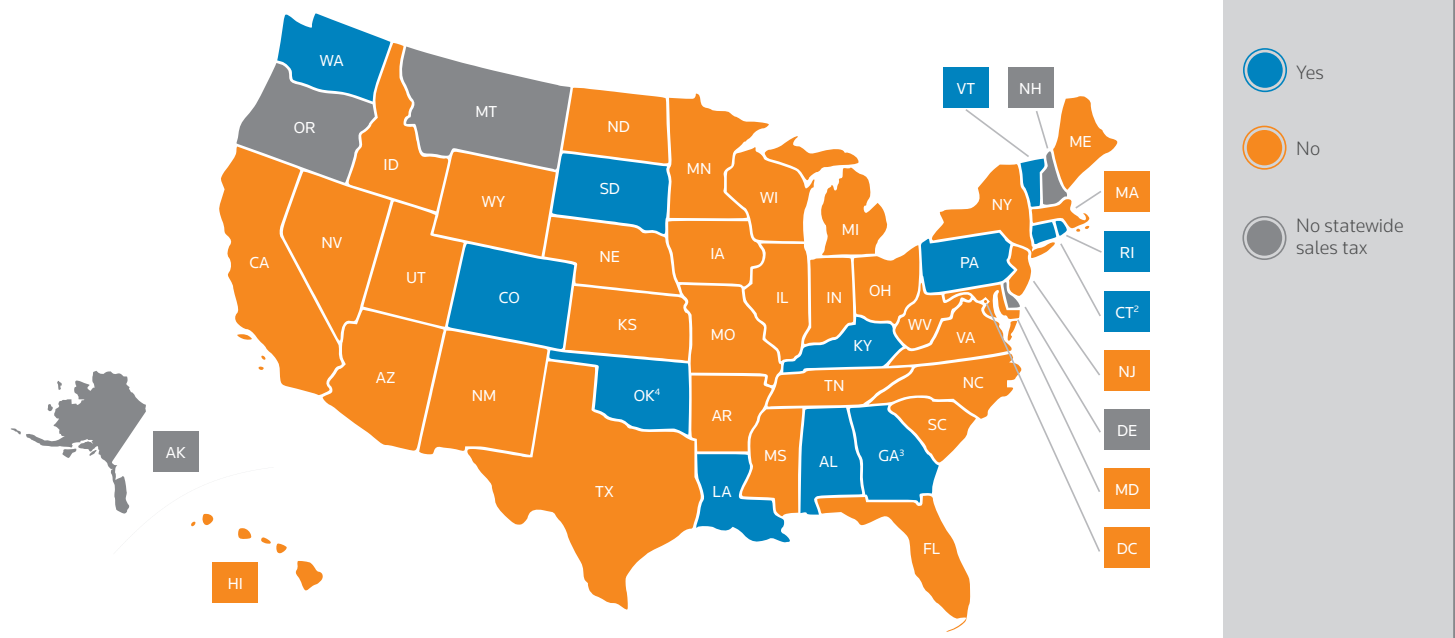 WA
VT
NH
Yes
OR
MT
ND
ME
ID
MN
No
SD
WI
MA
WY
NY
MI
No statewide
sales tax
NV
CA
NE
IA
RI
PA
UT
CO
IL
IN
OH
CT²
KS
MO
WV
VA
KY
NJ
AZ
NM
OK⁴
TN
NC
AR
SC
DE
AK
MS
AL
GA³
TX
LA
MD
FL
DC
HI